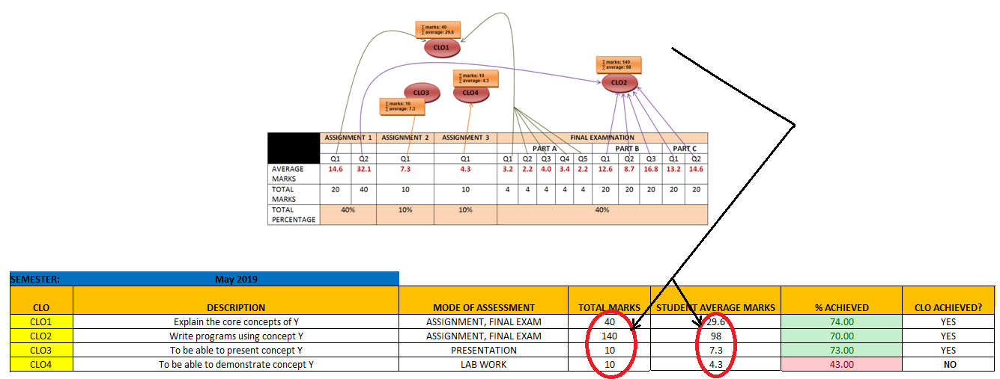 ∑marks: 40
∑average: 29.6
CLO1
∑marks: 140
∑average: 98
CLO2
∑marks: 10
∑average: 4.3
CLO3
CLO4
∑marks: 10
∑average: 7.3
ASSIGNMENT 1 ASSIGNMENT 2 ASSIGNMENT 3 FINAL EXAMINATION
PART A PART B PART C
Q1 Q2 Q1 Q1 Q1 Q2 Q3 Q4 Q5 Q1 Q2 Q3 Q1 Q2
AVERAGE MARKS 14.6 32.1 7.3 4.3 3.2 2.2 4.0 3.4 2.2 12.6 8.7 16.8 13.2 14.6
TOTAL MARKS 20 40 10 10 4 4 4 4 4 20 20 20 20 20
TOTAL PERCENTAGE 40% 10% 10% 40%
SEMESTER: May 2019
CLO DESCRIPTION MODE OF ASSESSMENT TOTAL MARKS STUDENT AVERAGE MARKS % ACHIEVED CLO ACHIEVED?
CLO1 Explain the core concepts of Y ASSIGNMENT, FINAL EXAM 40 29.6 74.00 YES
CLO2 Write programs using concept Y ASSIGNMENT, FINAL EXAM 140 98 70.00 YES
CLO3 To be able to present concept Y PRESENTATION 10 7.3 73.00 YES
CLO4 To be able to demonstrate concept Y LAB WORK 10 4.3 43.00 NO